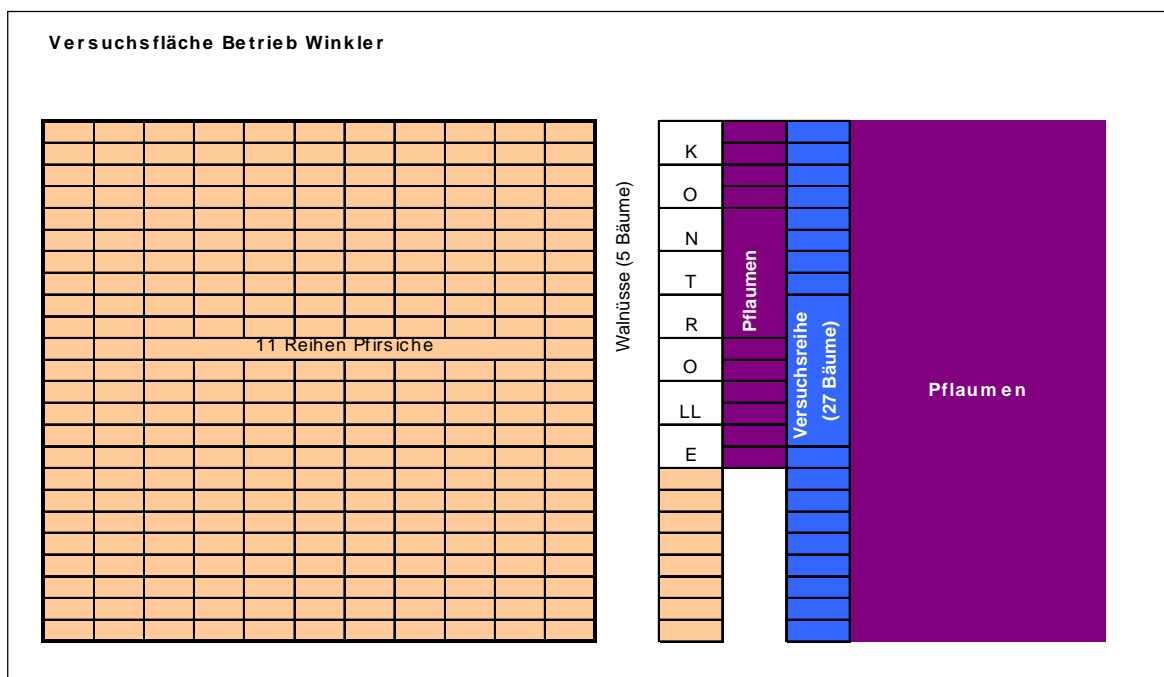 Versuchsfläche Betrieb Winkler
11 Reihen Pfirsiche
Walnüsse (5 Bäume)
K
O
N
T
R
O
LL
E
Pflaumen
Versuchsreihe
(27 Bäume)
Pflaumen